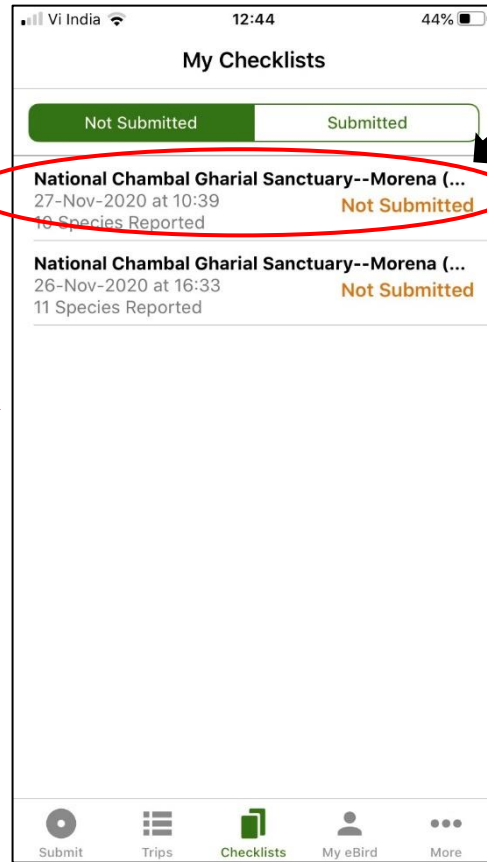 Vi India 12:44 44%
My Checklists
Not Submitted Submitted
National Chambal Gharial Sanctuary--Morena (...
27-Nov-2020 at 10:39
Not Submitted
10 Species Reported
National Chambal Gharial Sanctuary--Morena (...
26-Nov-2020 at 16:33
Not Submitted
11 Species Reported
Submit Trips Checklists My eBird More